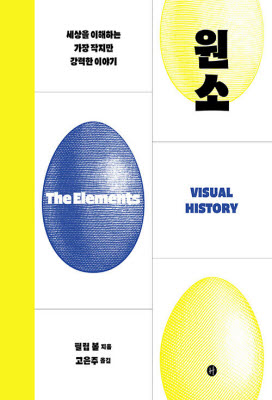 세상을 이해하는
가장 작지만
강력한 이야기
원소
The Elements
VISUAL
HISTORY
필립 볼 지음
고은주 옮김